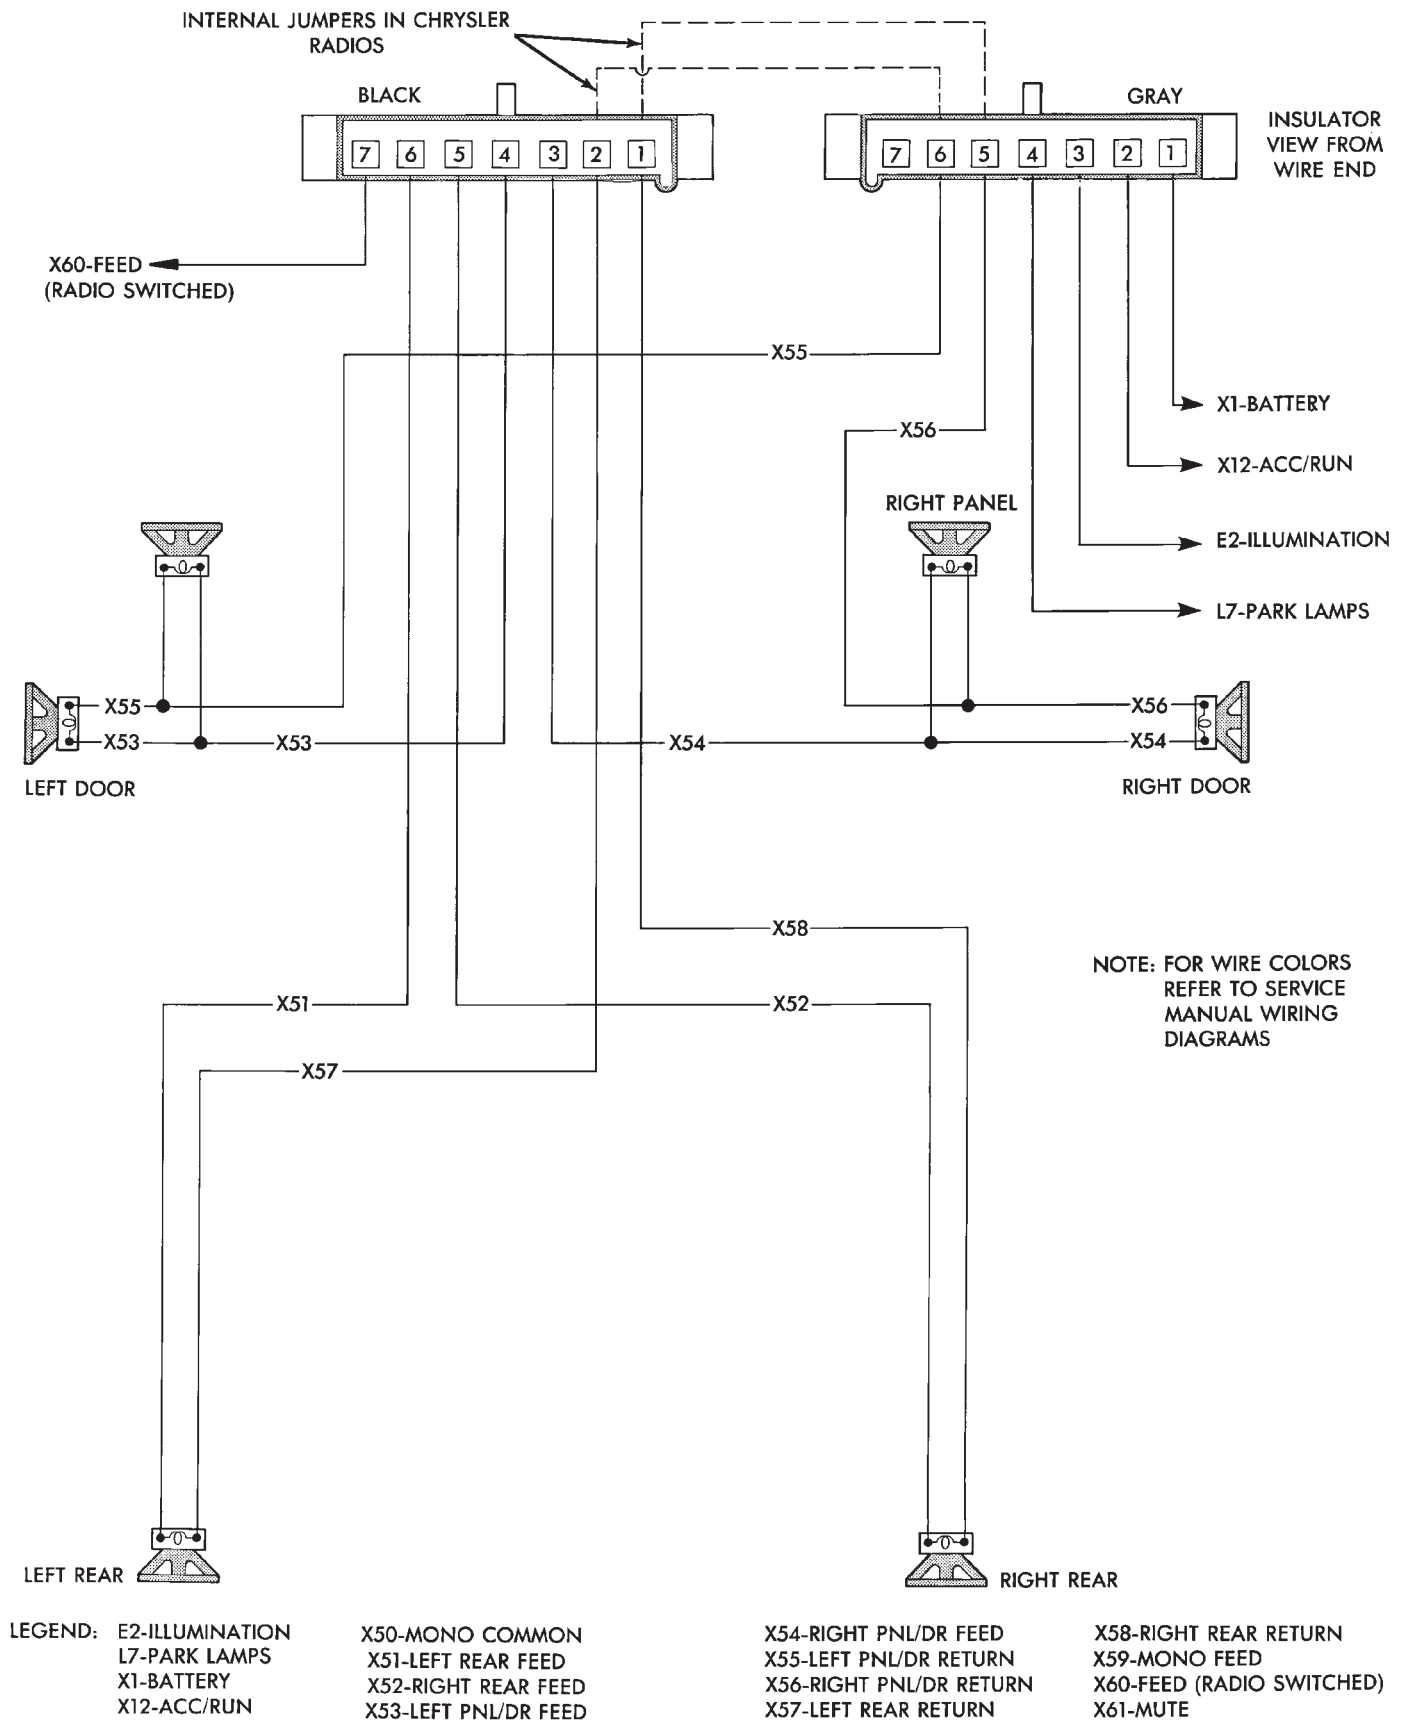 INTERNAL JUMPERS IN CHRYSLER
RADIOS
BLACK
GRAY
INSULATOR
VIEW FROM
WIRE END
7 6 5 4 3 2 1
7 6 5 4 3 2 1
X60-FEED
(RADIO SWITCHED)
X55
X1-BATTERY
X56
X12-ACC/RUN
RIGHT PANEL
E2-ILLUMINATION
L7-PARK LAMPS
X55
X56
X53
X53
X54
X54
LEFT DOOR
RIGHT DOOR
X58
NOTE: FOR WIRE COLORS
REFER TO SERVICE
MANUAL WIRING
DIAGRAMS
X51
X52
X57
LEFT REAR
RIGHT REAR
LEGEND: E2-ILLUMINATION
L7-PARK LAMPS
X1-BATTERY
X12-ACC/RUN
X50-MONO COMMON
X51-LEFT REAR FEED
X52-RIGHT REAR FEED
X53-LEFT PNL/DR FEED
X54-RIGHT PNL/DR FEED
X55-LEFT PNL/DR RETURN
X56-RIGHT PNL/DR RETURN
X57-LEFT REAR RETURN
X58-RIGHT REAR RETURN
X59-MONO FEED
X60-FEED (RADIO SWITCHED)
X61-MUTE